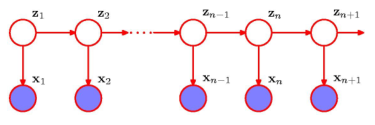 z₁ z₂ zₙ₋₁ zₙ zₙ₊₁
x₁ x₂ xₙ₋₁ xₙ xₙ₊₁